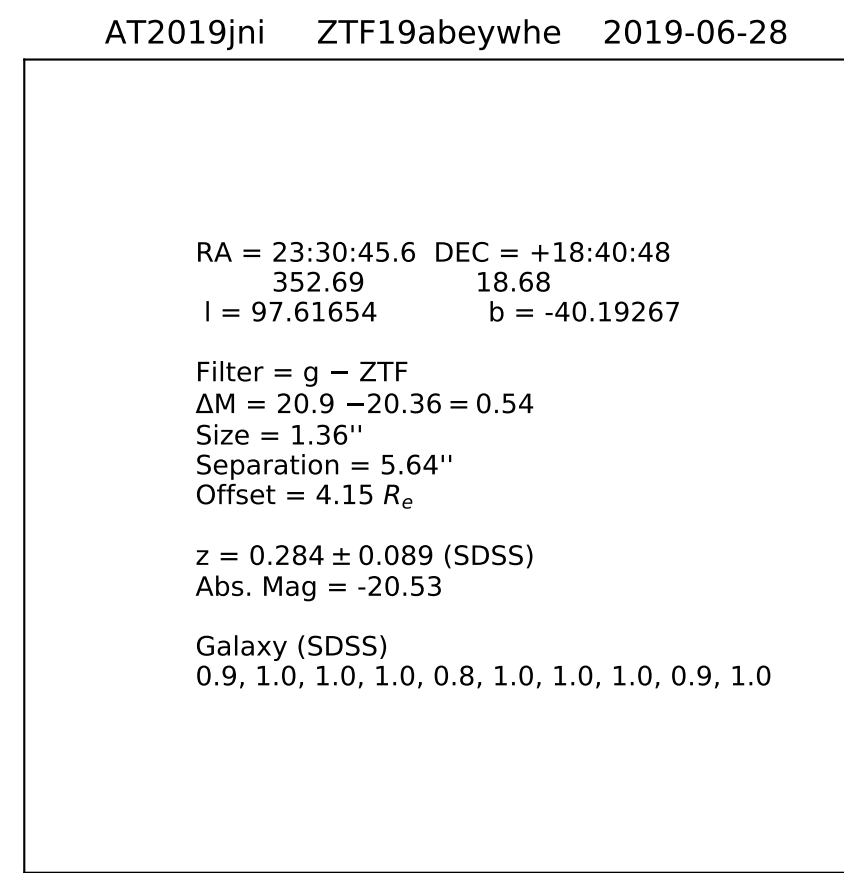 AT2019jni ZTF19abeywhe 2019-06-28
RA = 23:30:45.6 DEC = +18:40:48
352.69 18.68
l = 97.61654 b = -40.19267
Filter = g − ZTF
ΔM = 20.9 −20.36 = 0.54
Size = 1.36''
Separation = 5.64''
Offset = 4.15 Re
z = 0.284 ± 0.089 (SDSS)
Abs. Mag = -20.53
Galaxy (SDSS)
0.9, 1.0, 1.0, 1.0, 0.8, 1.0, 1.0, 1.0, 0.9, 1.0